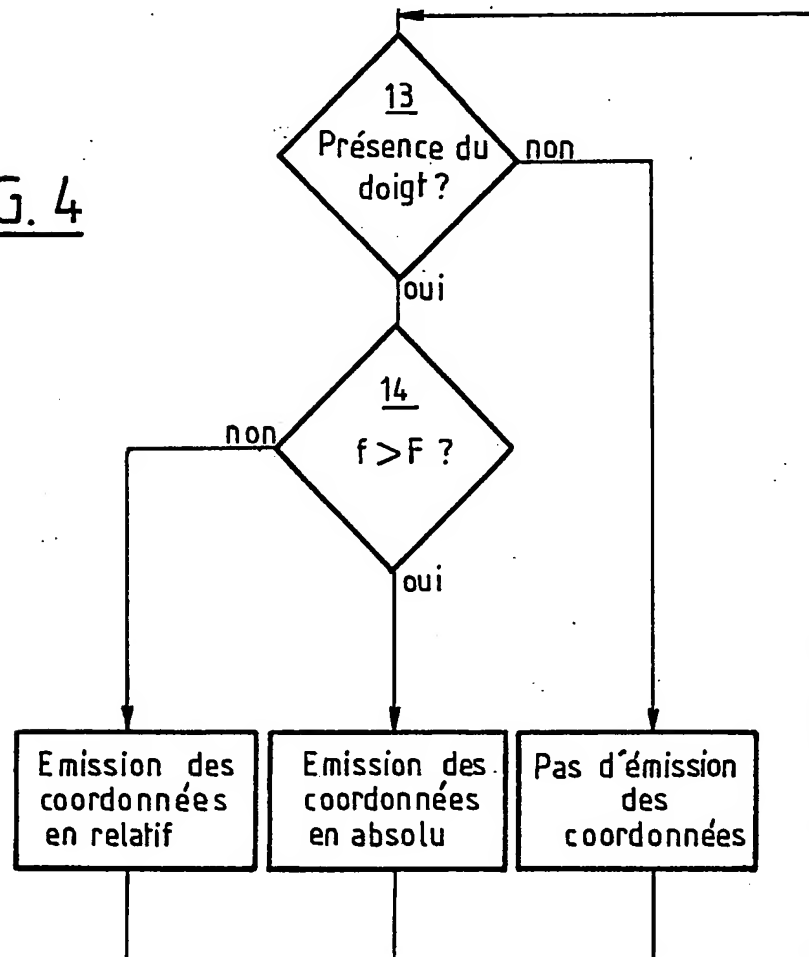 G. 4
13
Présence du
doigt ?
non
oui
14
f > F ?
non
oui
Emission des
coordonnées
en relatif
Emission des
coordonnées
en absolu
Pas d'émission
des
coordonnées